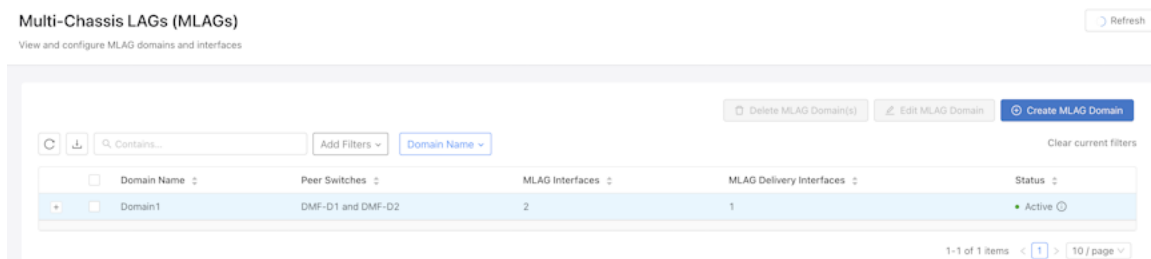 Multi-Chassis LAGs (MLAGs)
Refresh
View and configure MLAG domains and interfaces
Delete MLAG Domain(s) Edit MLAG Domain Create MLAG Domain
Contains... Add Filters Domain Name Clear current filters
Domain Name Peer Switches MLAG Interfaces MLAG Delivery Interfaces Status
Domain1 DMF-D1 and DMF-D2 2 1 Active
1-1 of 1 items < 1 > 10 / page